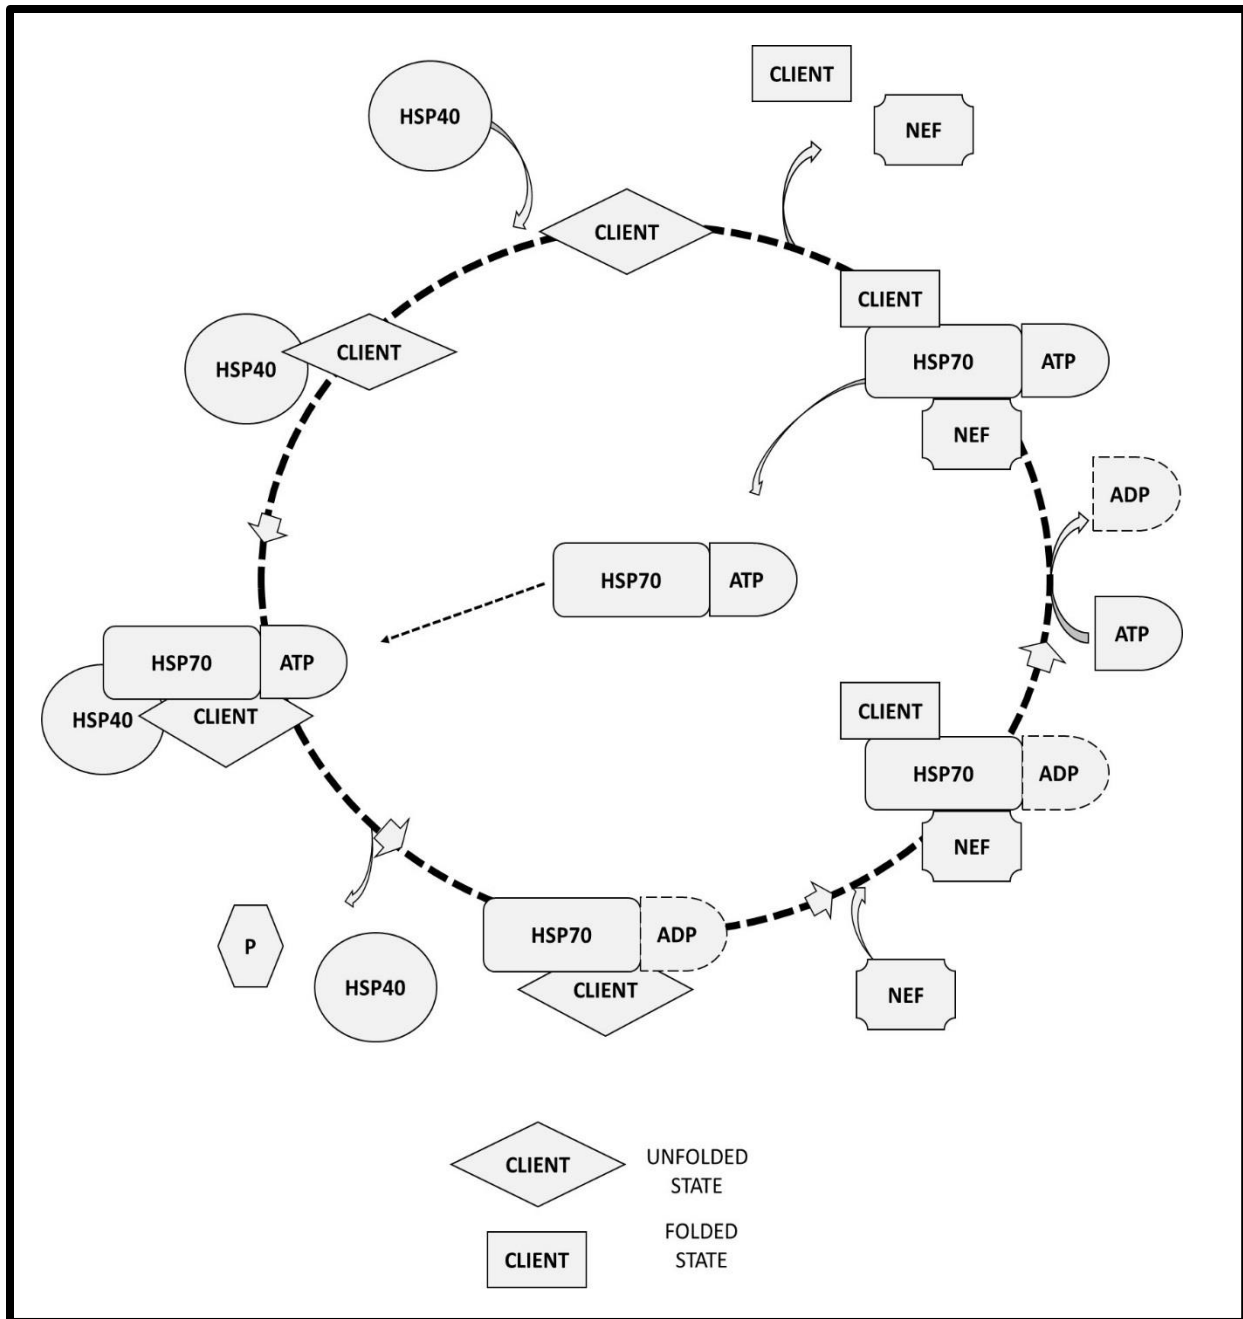 CLIENT
HSP40
NEF
CLIENT
CLIENT
CLIENT
HSP40
HSP70
ATP
NEF
ADP
HSP70
ATP
ATP
HSP70
ATP
CLIENT
HSP40
CLIENT
HSP70
ADP
NEF
HSP70
ADP
P
HSP40
CLIENT
NEF
CLIENT
UNFOLDED
STATE
FOLDED
STATE
CLIENT